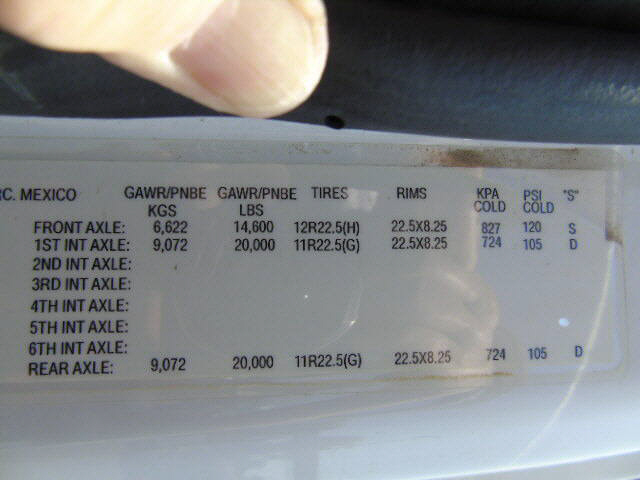 RC. MEXICO GAWR/PNBE GAWR/PNBE TIRES RIMS KPA PSI "S"
KGS LBS COLD COLD
FRONT AXLE: 6,622 14,600 12R22.5(H) 22.5X8.25 827 120 S
1ST INT AXLE: 9,072 20,000 11R22.5(G) 22.5X8.25 724 105 D
2ND INT AXLE:
3RD INT AXLE:
4TH INT AXLE:
5TH INT AXLE:
6TH INT AXLE:
REAR AXLE: 9,072 20,000 11R22.5(G) 22.5X8.25 724 105 D